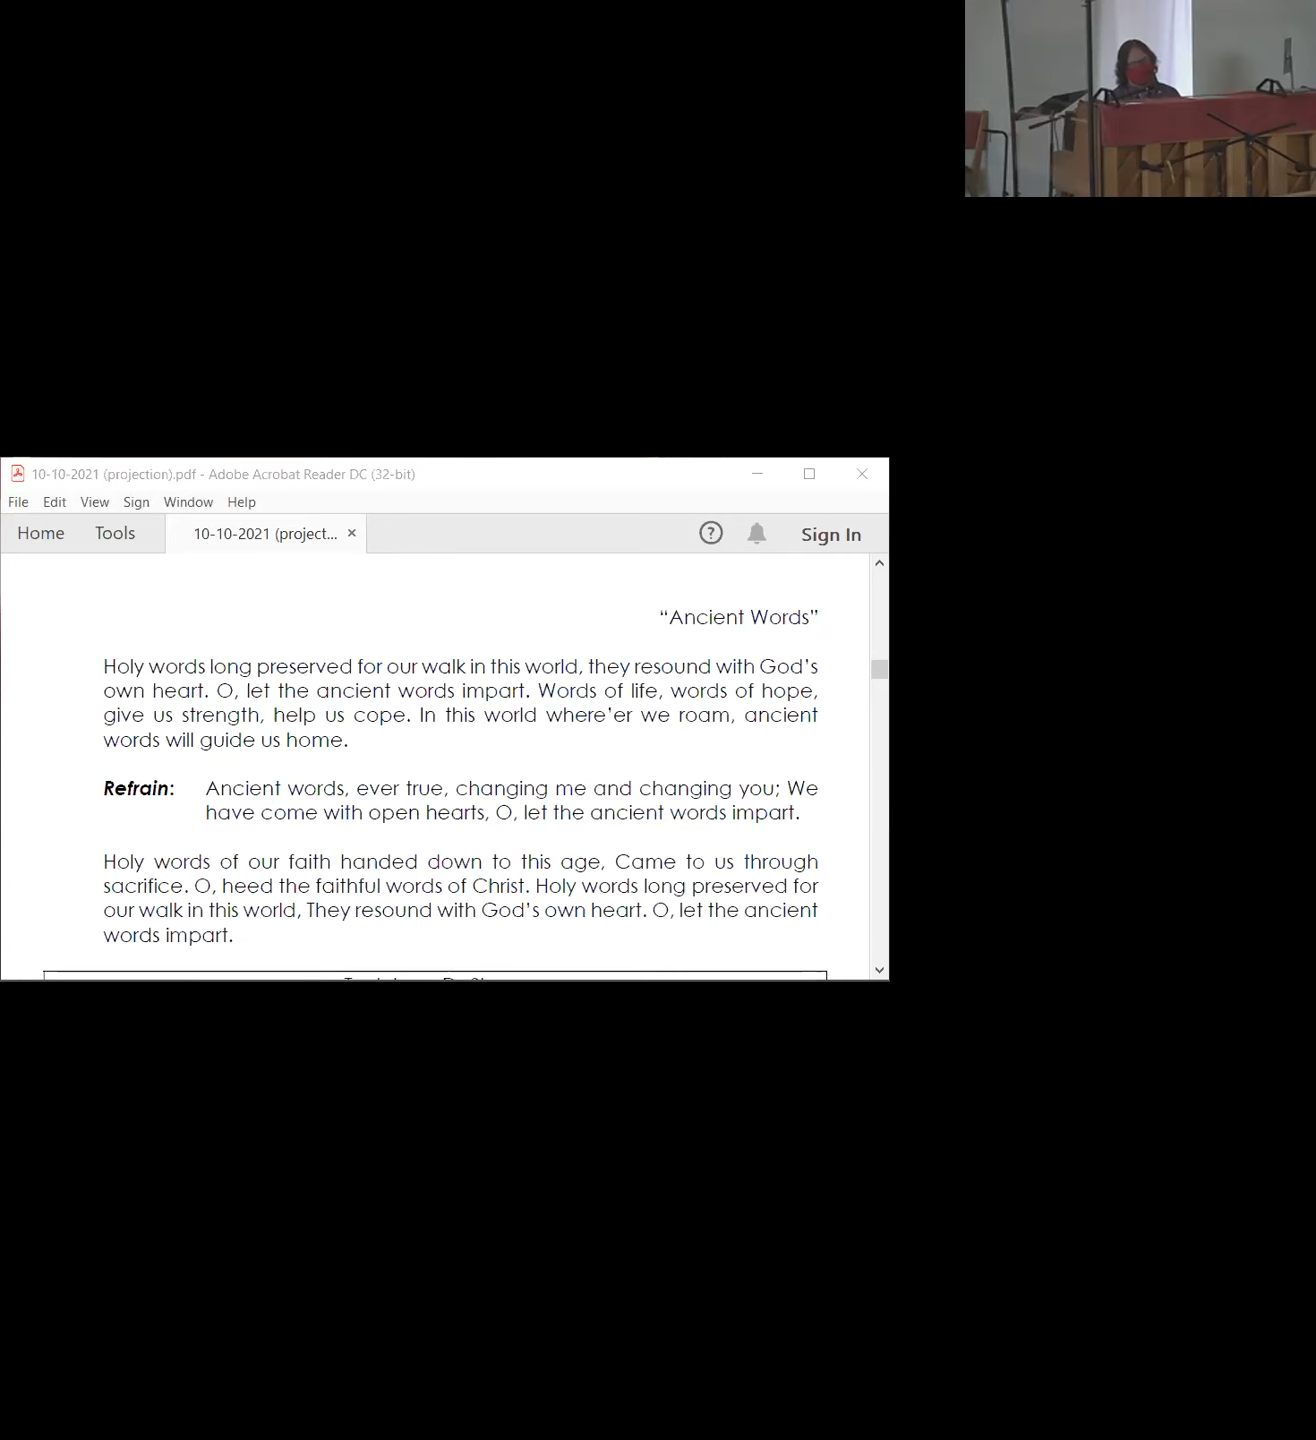 10-10-2021 (projection).pdf - Adobe Acrobat Reader DC (32-bit)
File Edit View Sign Window Help
Home Tools 10-10-2021 (project... Sign In
“Ancient Words”
Holy words long preserved for our walk in this world, they resound with God’s
own heart. O, let the ancient words impart. Words of life, words of hope,
give us strength, help us cope. In this world where’er we roam, ancient
words will guide us home.
Refrain: Ancient words, ever true, changing me and changing you; We
have come with open hearts, O, let the ancient words impart.
Holy words of our faith handed down to this age, Came to us through
sacrifice. O, heed the faithful words of Christ. Holy words long preserved for
our walk in this world, They resound with God’s own heart. O, let the ancient
words impart.